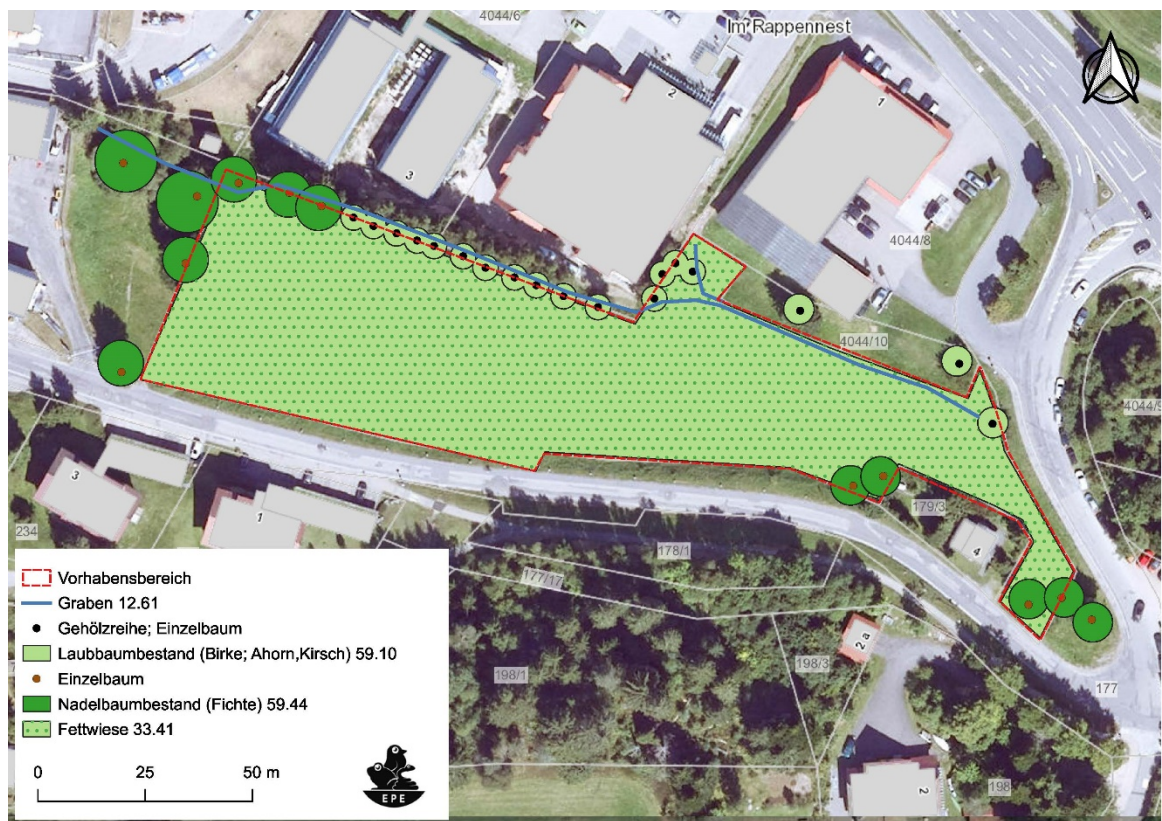 4044/6
Im Rappennest
2
1
3
4044/8
4044/10
4044/9
3
1
234
179/3
4
178/1
177/17
2 a
198/3
198/1
177
2
198
Vorhabensbereich
Graben 12.61
Gehölzreihe; Einzelbaum
Laubbaumbestand (Birke; Ahorn,Kirsch) 59.10
Einzelbaum
Nadelbaumbestand (Fichte) 59.44
Fettwiese 33.41
0 25 50 m
EPE